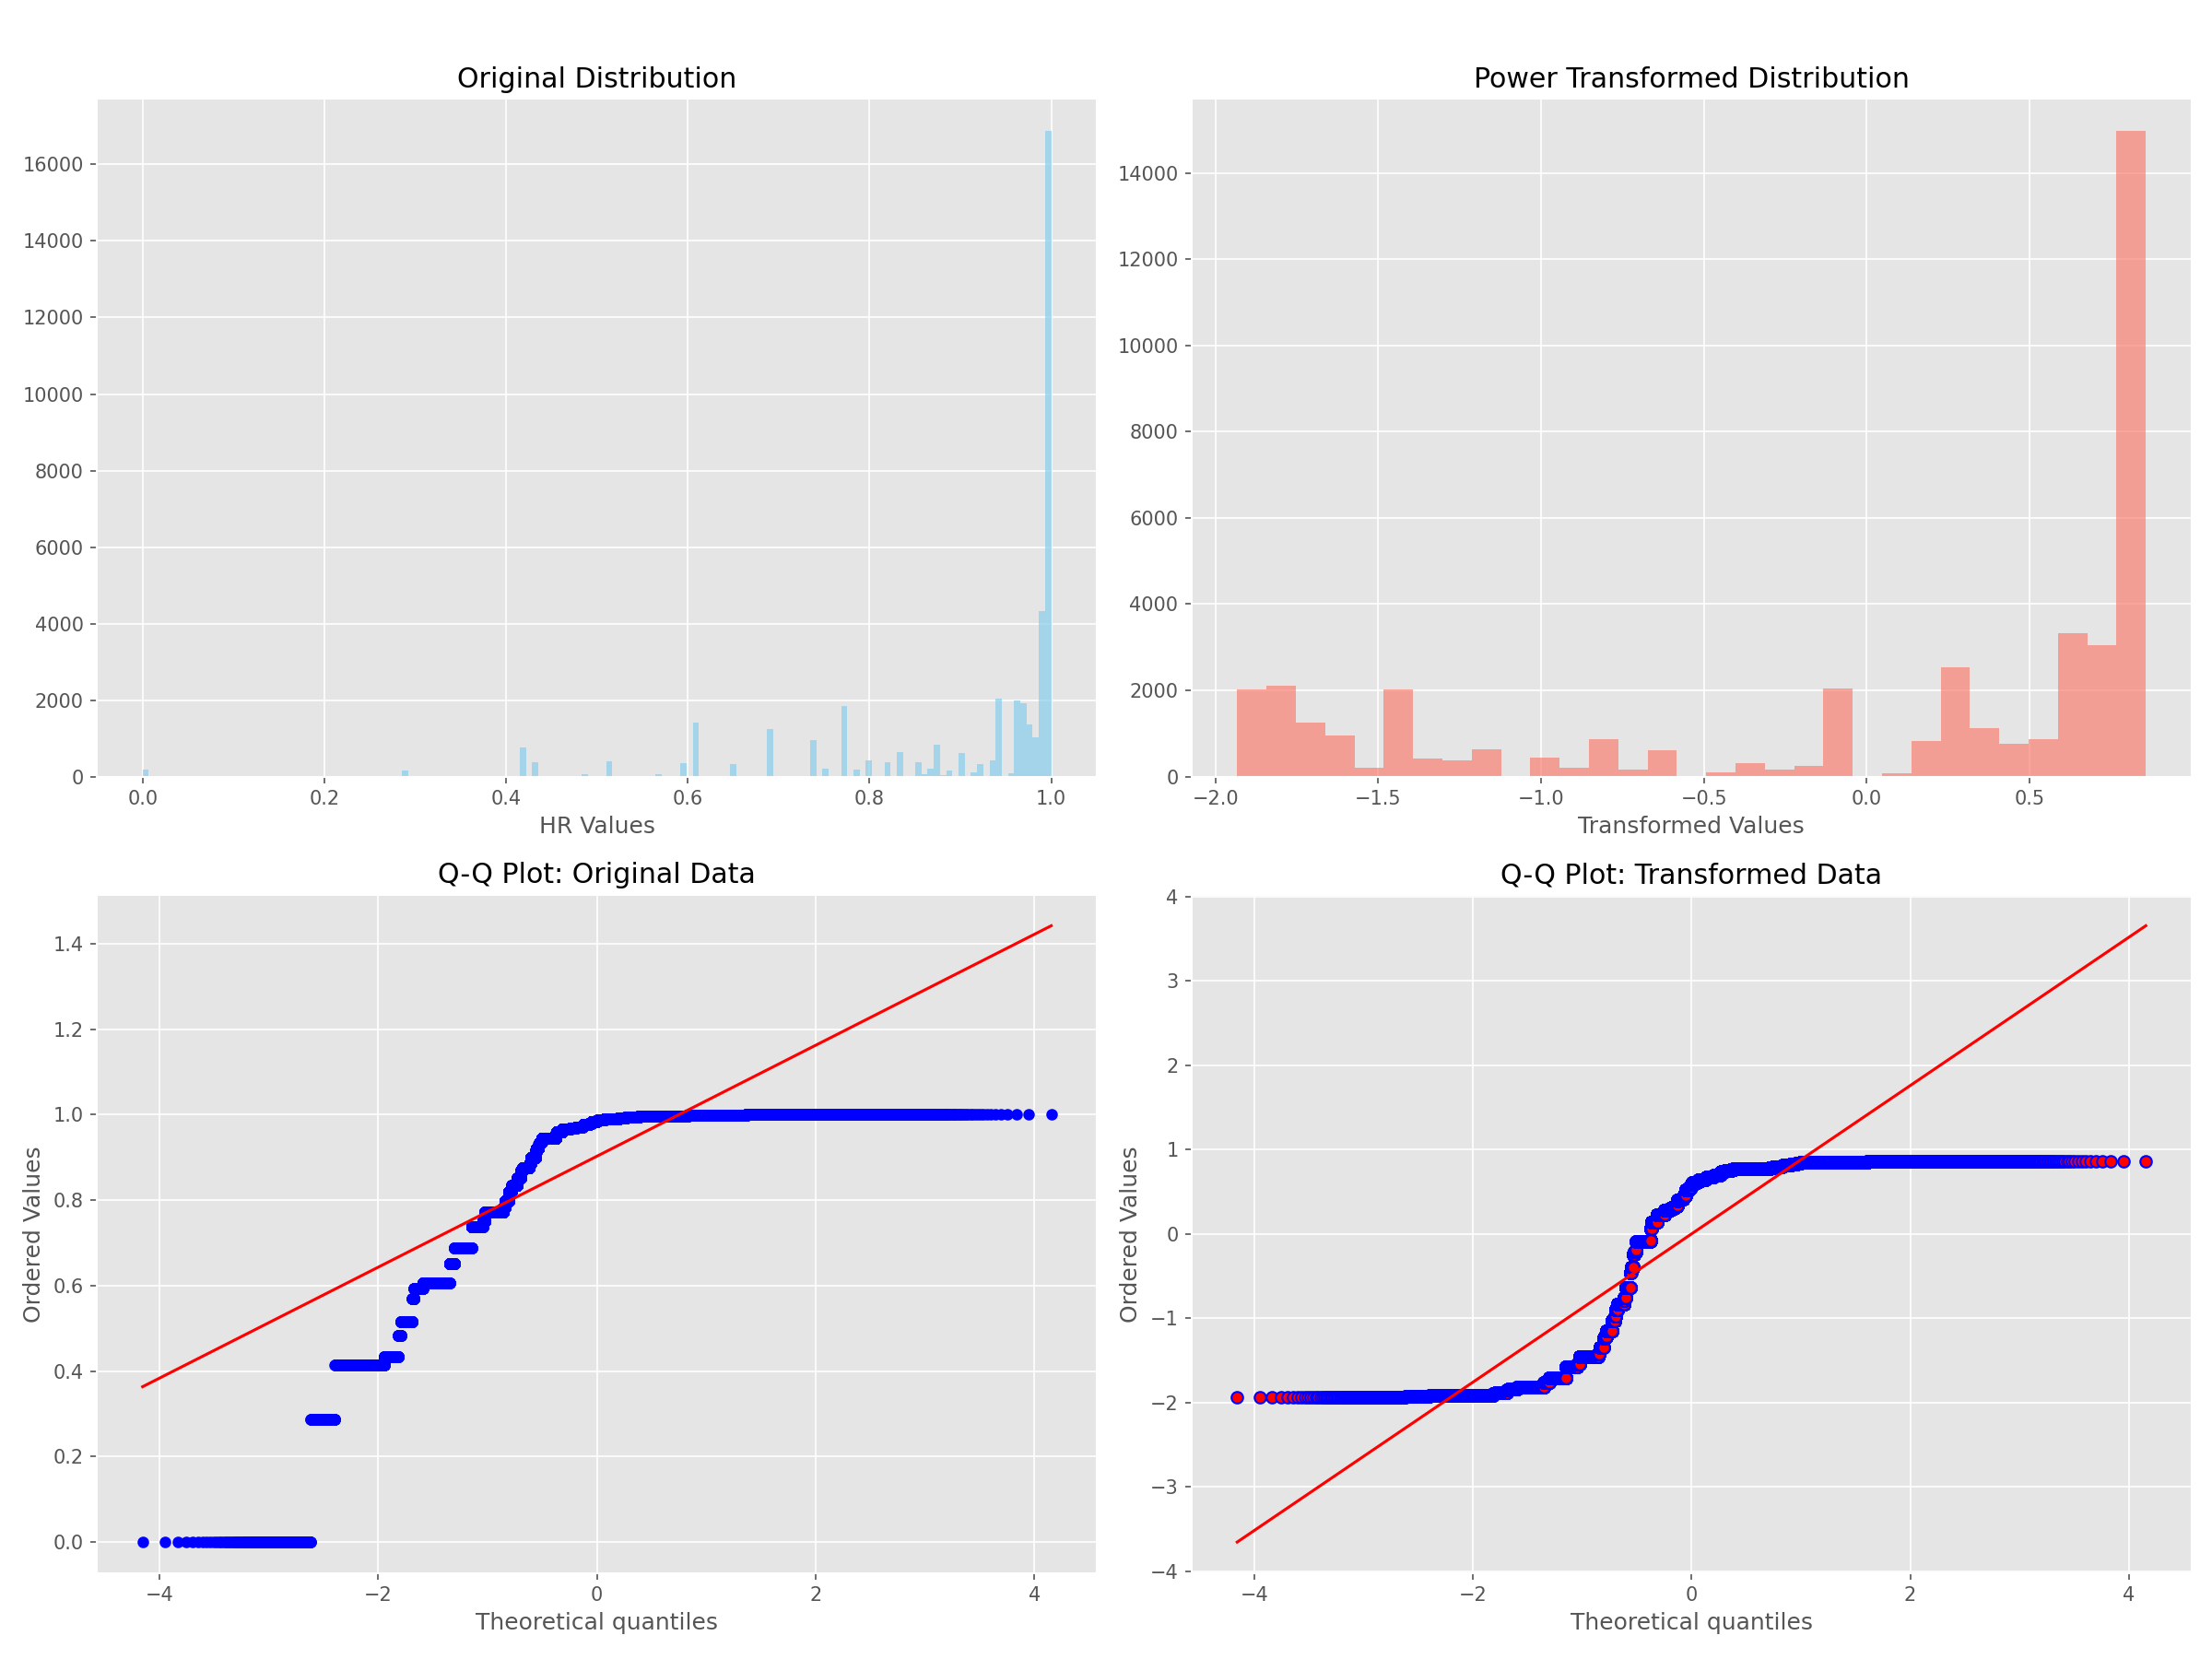 Original Distribution
16000
14000
12000
10000
8000
6000
4000
2000
0
0.0 0.2 0.4 0.6 0.8 1.0
HR Values
Power Transformed Distribution
14000
12000
10000
8000
6000
4000
2000
0
−2.0 −1.5 −1.0 −0.5 0.0 0.5
Transformed Values
Q-Q Plot: Original Data
Ordered Values
1.4
1.2
1.0
0.8
0.6
0.4
0.2
0.0
−4 −2 0 2 4
Theoretical quantiles
Q-Q Plot: Transformed Data
Ordered Values
4
3
2
1
0
−1
−2
−3
−4
−4 −2 0 2 4
Theoretical quantiles